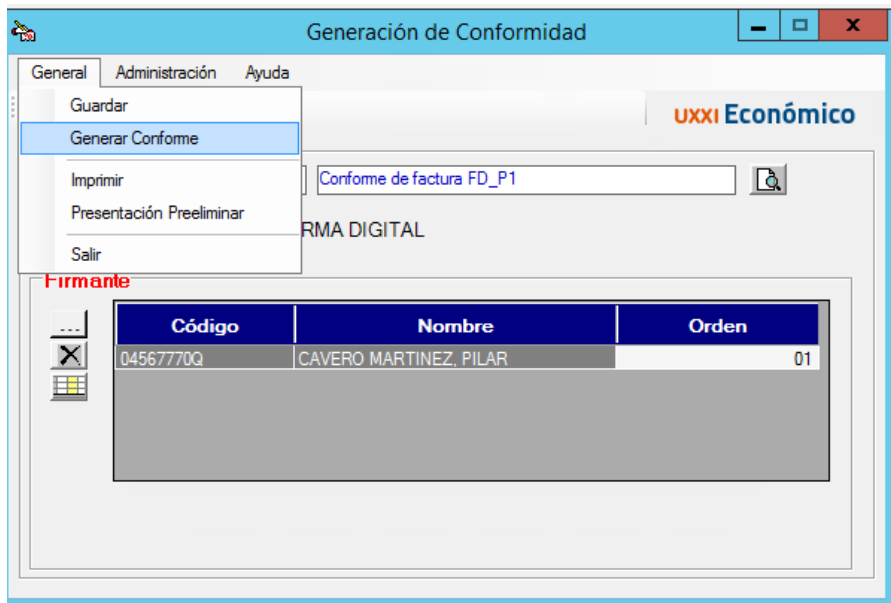 Generación de Conformidad
General Administración Ayuda
Guardar
Generar Conforme
Imprimir
Presentación Preeliminar
Salir
uxxi Económico
Conforme de factura FD_P1
RMA DIGITAL
Firmante
...
Código Nombre Orden
04567770Q CAVERO MARTINEZ, PILAR 01